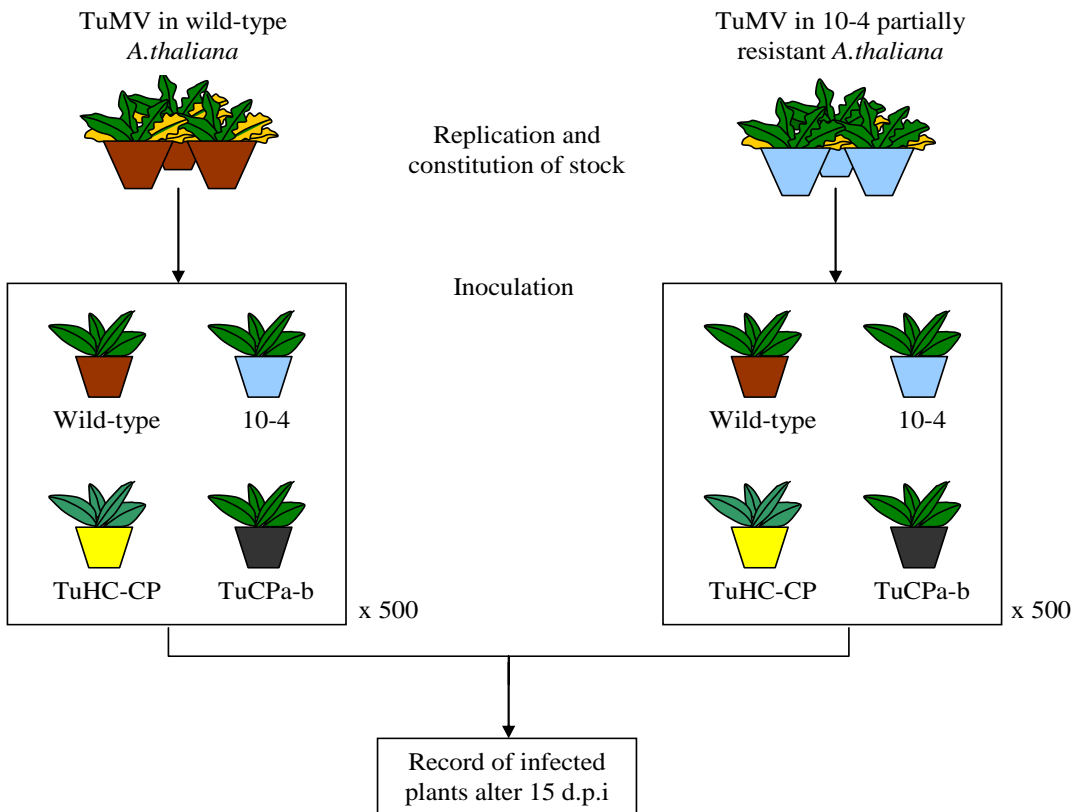 TuMV in wild-type
A.thaliana
TuMV in 10-4 partially
resistant A.thaliana
Replication and
constitution of stock
Inoculation
Wild-type
10-4
TuHC-CP
TuCPa-b
x 500
Wild-type
10-4
TuHC-CP
TuCPa-b
x 500
Record of infected
plants alter 15 d.p.i